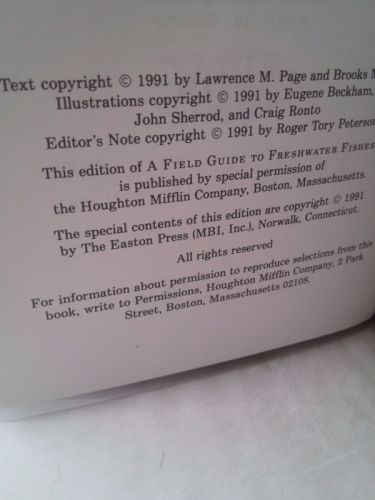 Text copyright © 1991 by Lawrence M. Page and Brooks
Illustrations copyright © 1991 by Eugene Beckham,
John Sherrod, and Craig Ronto
Editor's Note copyright © 1991 by Roger Tory Peterson
This edition of A FIELD GUIDE TO FRESHWATER FISHES
is published by special permission of
the Houghton Mifflin Company, Boston, Massachusetts.
The special contents of this edition are copyright © 1991
by The Easton Press (MBI, Inc.), Norwalk, Connecticut.
All rights reserved
For information about permission to reproduce selections from this
book, write to Permissions, Houghton Mifflin Company, 2 Park
Street, Boston, Massachusetts 02108.